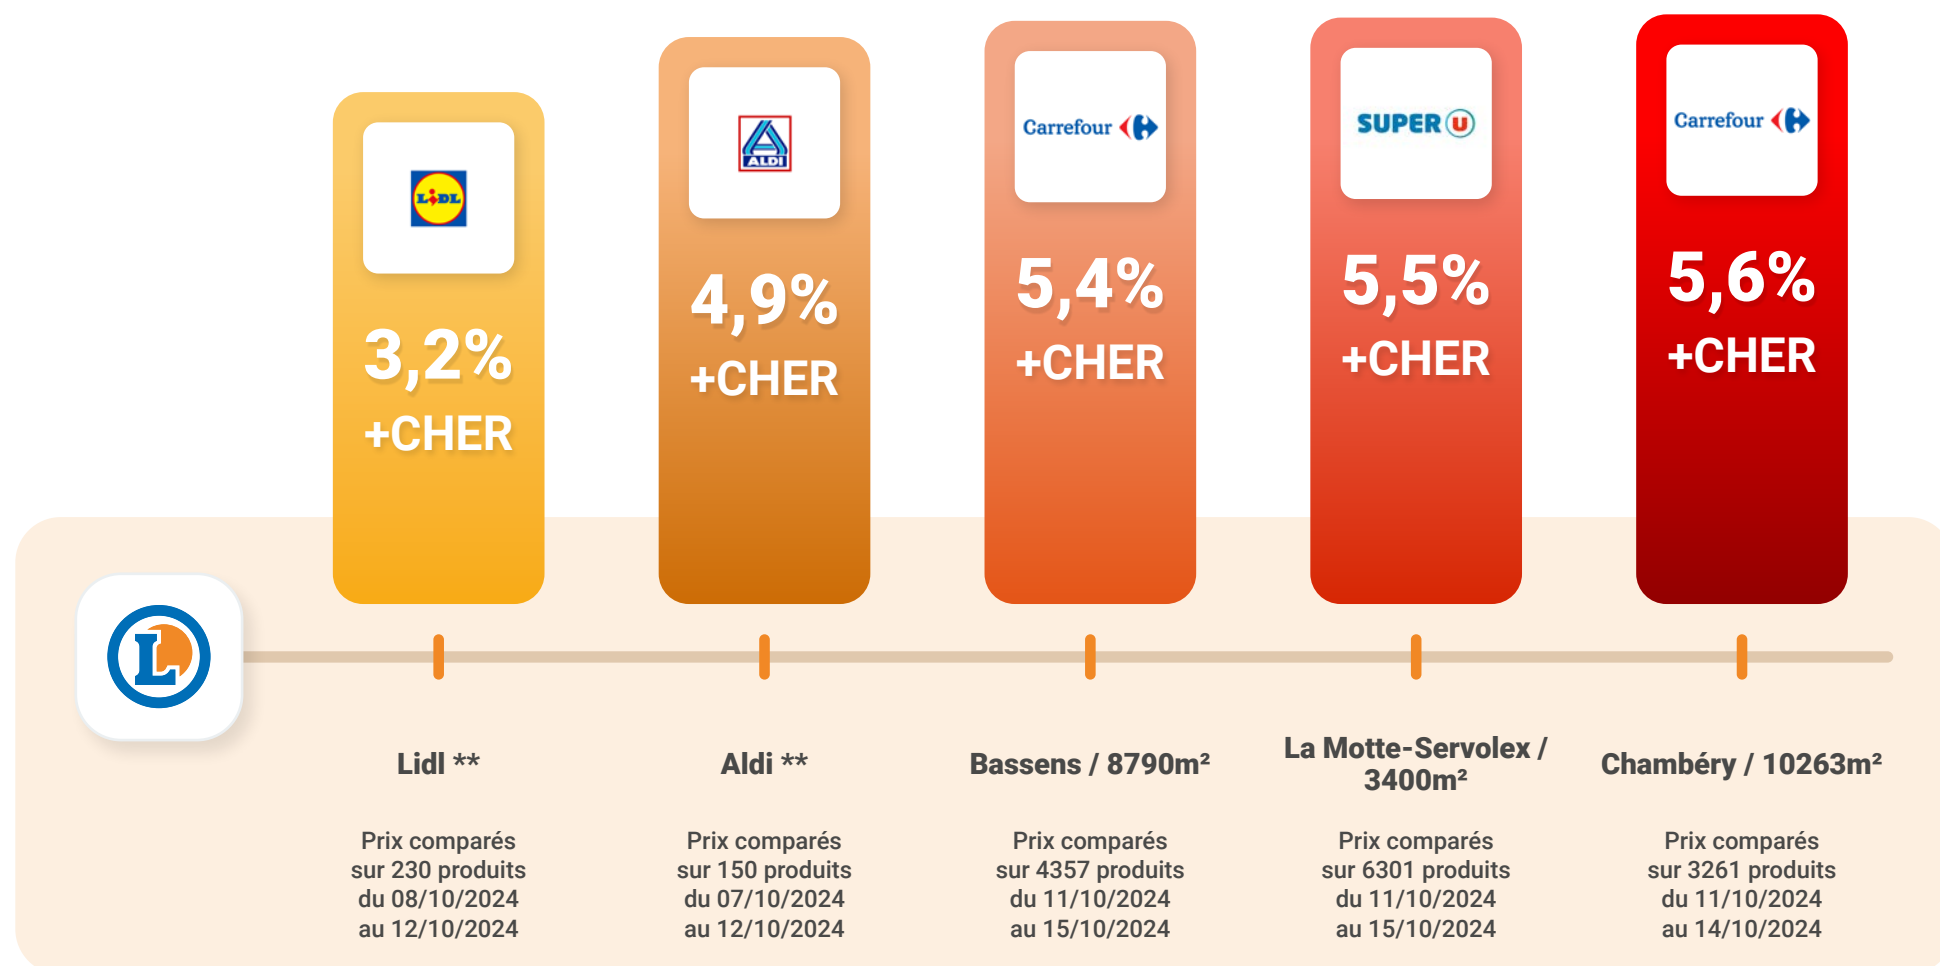 LIDL
3,2%
+CHER
ALDI
4,9%
+CHER
Carrefour
5,4%
+CHER
SUPER U
5,5%
+CHER
Carrefour
5,6%
+CHER
L
Lidl **
Prix comparés
sur 230 produits
du 08/10/2024
au 12/10/2024
Aldi **
Prix comparés
sur 150 produits
du 07/10/2024
au 12/10/2024
Bassens / 8790m²
Prix comparés
sur 4357 produits
du 11/10/2024
au 15/10/2024
La Motte-Servolex /
3400m²
Prix comparés
sur 6301 produits
du 11/10/2024
au 15/10/2024
Chambéry / 10263m²
Prix comparés
sur 3261 produits
du 11/10/2024
au 14/10/2024